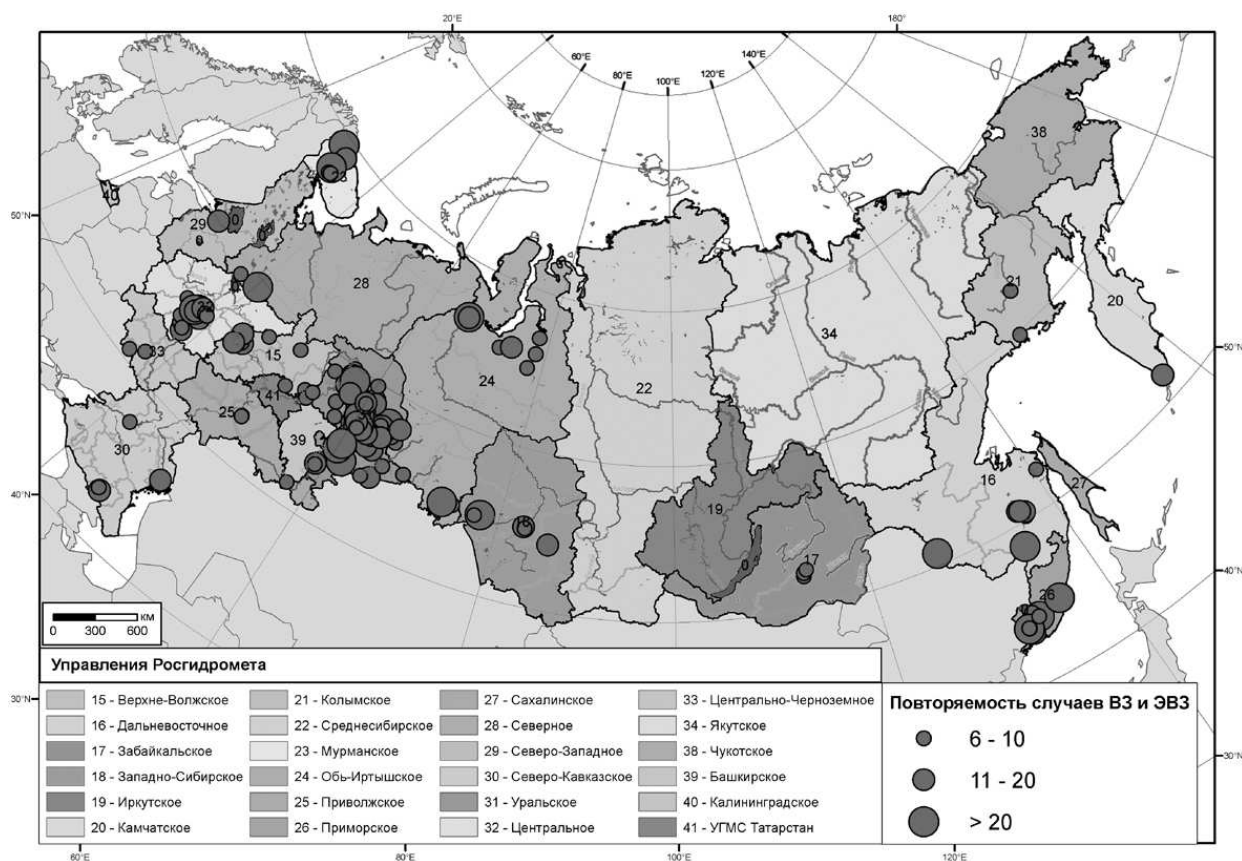 20°E
180°
60°E
80°E
100°E
120°E
140°E
160°E
38
40
50°N
29
0
28
21
20
50°N
34
33
15
24
22
41
25
39
30
16
27
40°N
19
17
0
40°N
26
км
0 300 600
Управления Росгидромета
30°N
15 - Верхне-Волжское
21 - Колымское
27 - Сахалинское
33 - Центрально-Черноземное
16 - Дальневосточное
22 - Среднесибирское
28 - Северное
34 - Якутское
17 - Забайкальское
23 - Мурманское
29 - Северо-Западное
38 - Чукотское
18 - Западно-Сибирское
24 - Обь-Иртышское
30 - Северо-Кавказское
39 - Башкирское
19 - Иркутское
25 - Приволжское
31 - Уральское
40 - Калининградское
20 - Камчатское
26 - Приморское
32 - Центральное
41 - УГМС Татарстан
Повторяемость случаев ВЗ и ЭВЗ
6 - 10
11 - 20
> 20
30°N
60°E
80°E
100°E
120°E